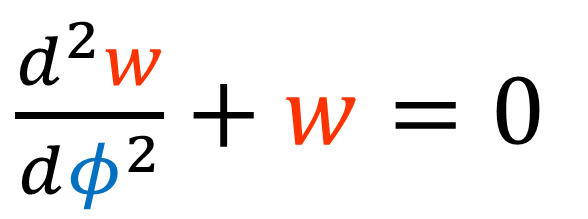 d²w/dϕ² + w = 0